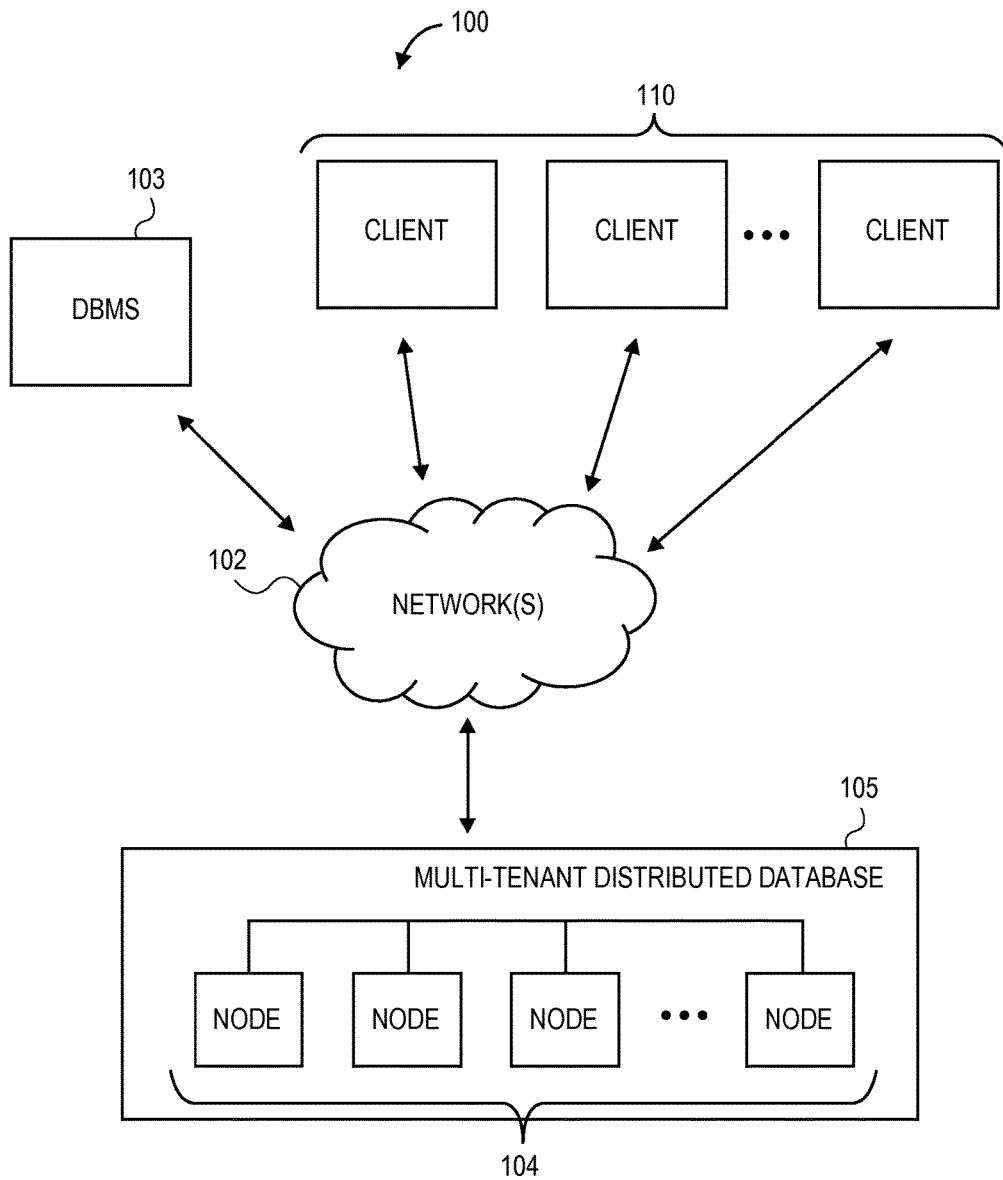 100
110
103
CLIENT
CLIENT
CLIENT
DBMS
102
NETWORK(S)
105
MULTI-TENANT DISTRIBUTED DATABASE
NODE
NODE
NODE
NODE
104